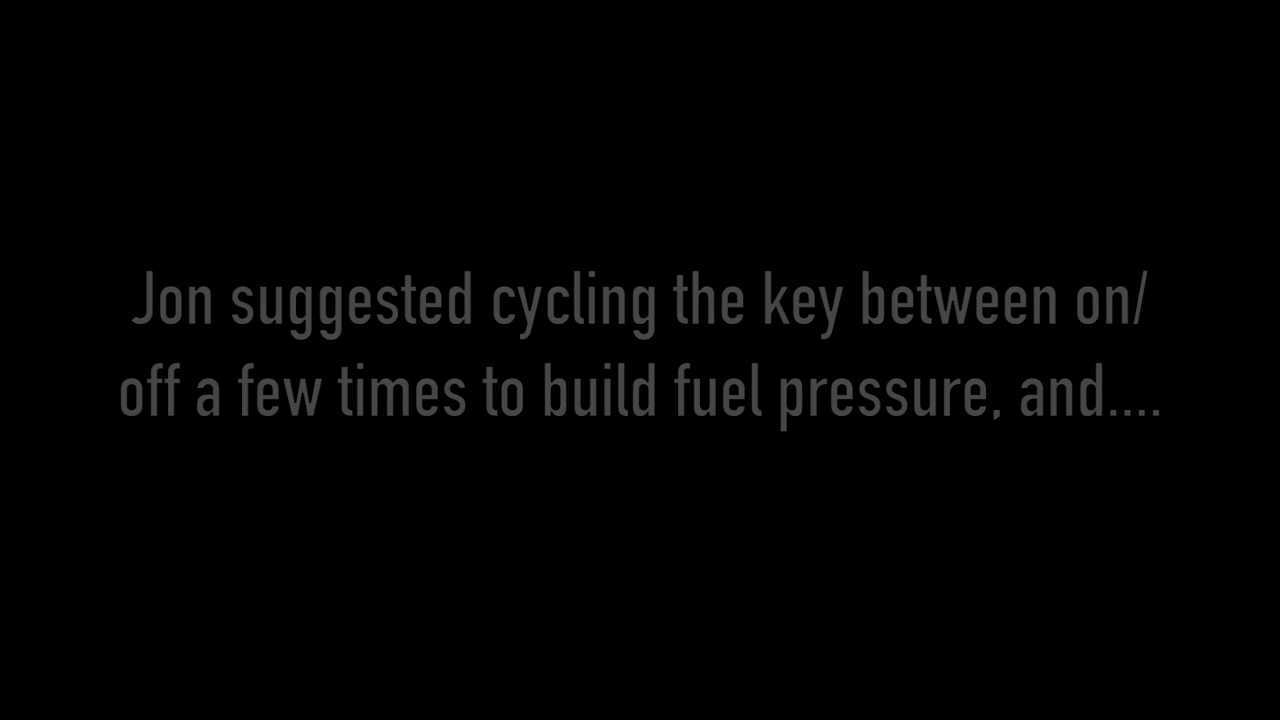 Jon suggested cycling the key between on/
off a few times to build fuel pressure, and....